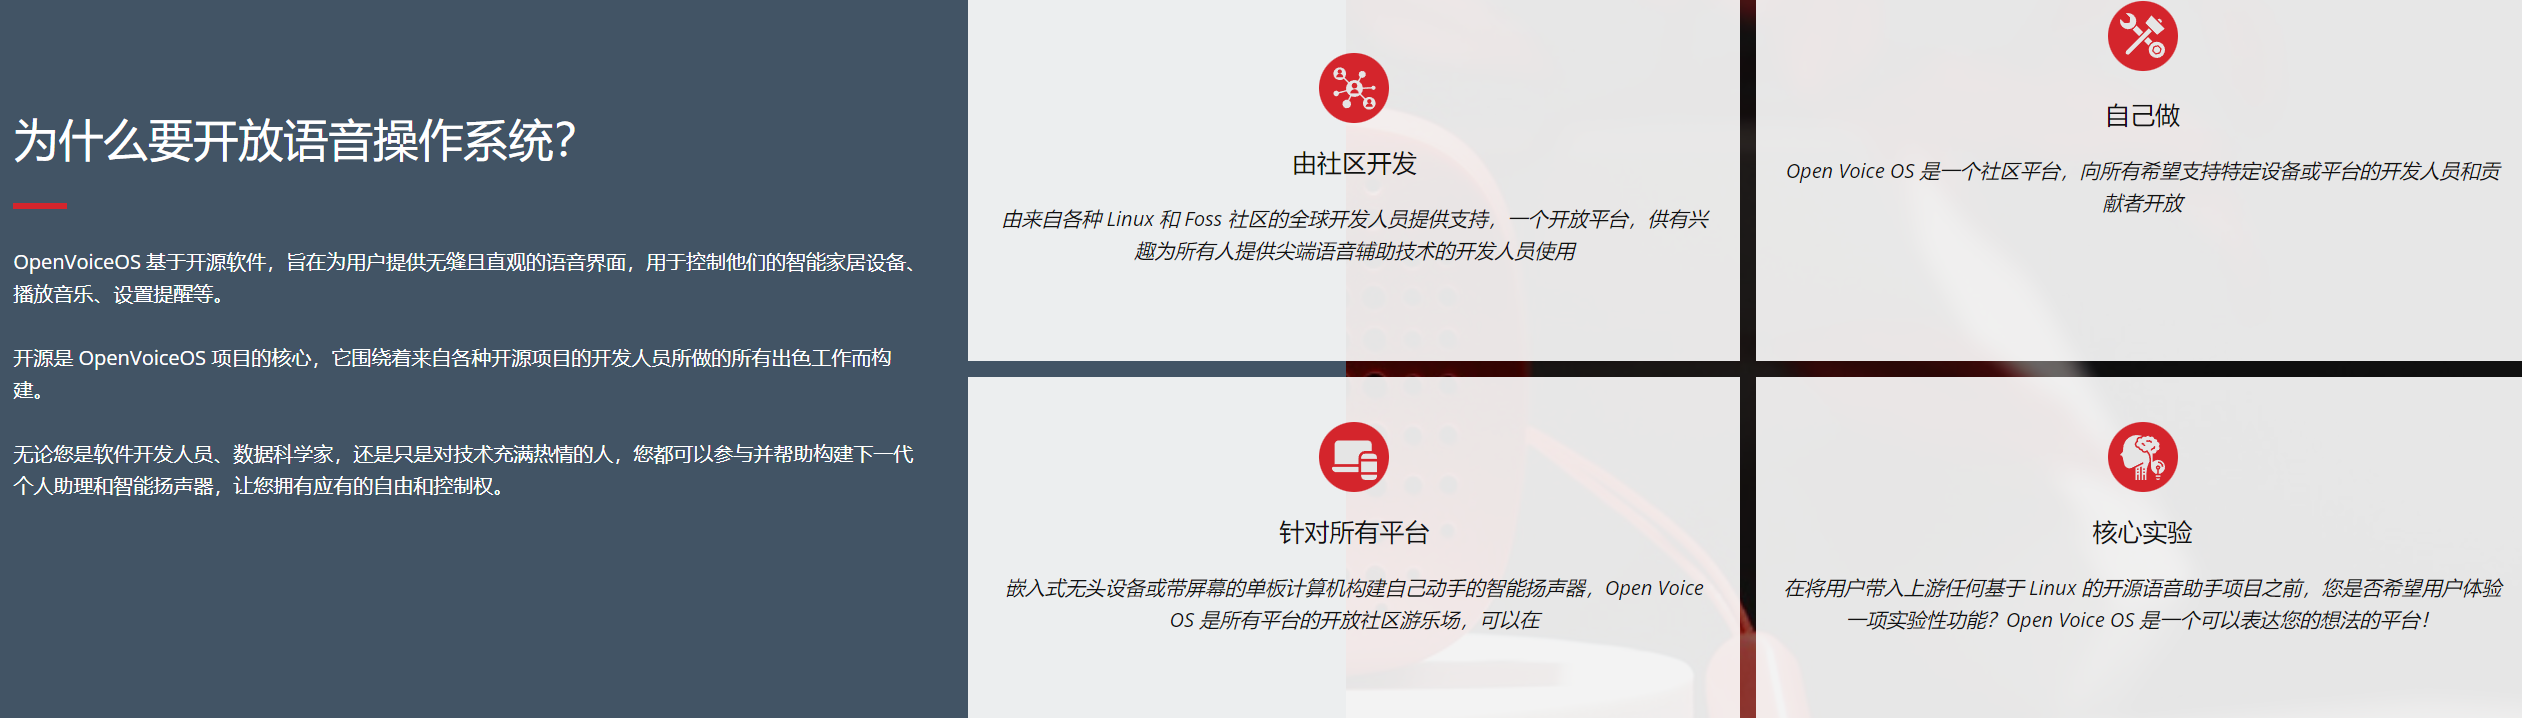 为什么要开放语音操作系统？
OpenVoiceOS 基于开源软件，旨在为用户提供无缝且直观的语音界面，用于控制他们的智能家居设备、
播放音乐、设置提醒等。
开源是 OpenVoiceOS 项目的核心，它围绕着来自各种开源项目的开发人员所做的所有出色工作而构
建。
无论您是软件开发人员、数据科学家，还是只是对技术充满热情的人，您都可以参与并帮助构建下一代
个人助理和智能扬声器，让您拥有应有的自由和控制权。
由社区开发
由来自各种 Linux 和 Foss 社区的全球开发人员提供支持，一个开放平台，供有兴
趣为所有人提供尖端语音辅助技术的开发人员使用
自己做
Open Voice OS 是一个社区平台，向所有希望支持特定设备或平台的开发人员和贡
献者开放
针对所有平台
嵌入式无头设备或带屏幕的单板计算机构建自己动手的智能扬声器，Open Voice
OS 是所有平台的开放社区游乐场，可以在
核心实验
在将用户带入上游任何基于 Linux 的开源语音助手项目之前，您是否希望用户体验
一项实验性功能？Open Voice OS 是一个可以表达您的想法的平台！